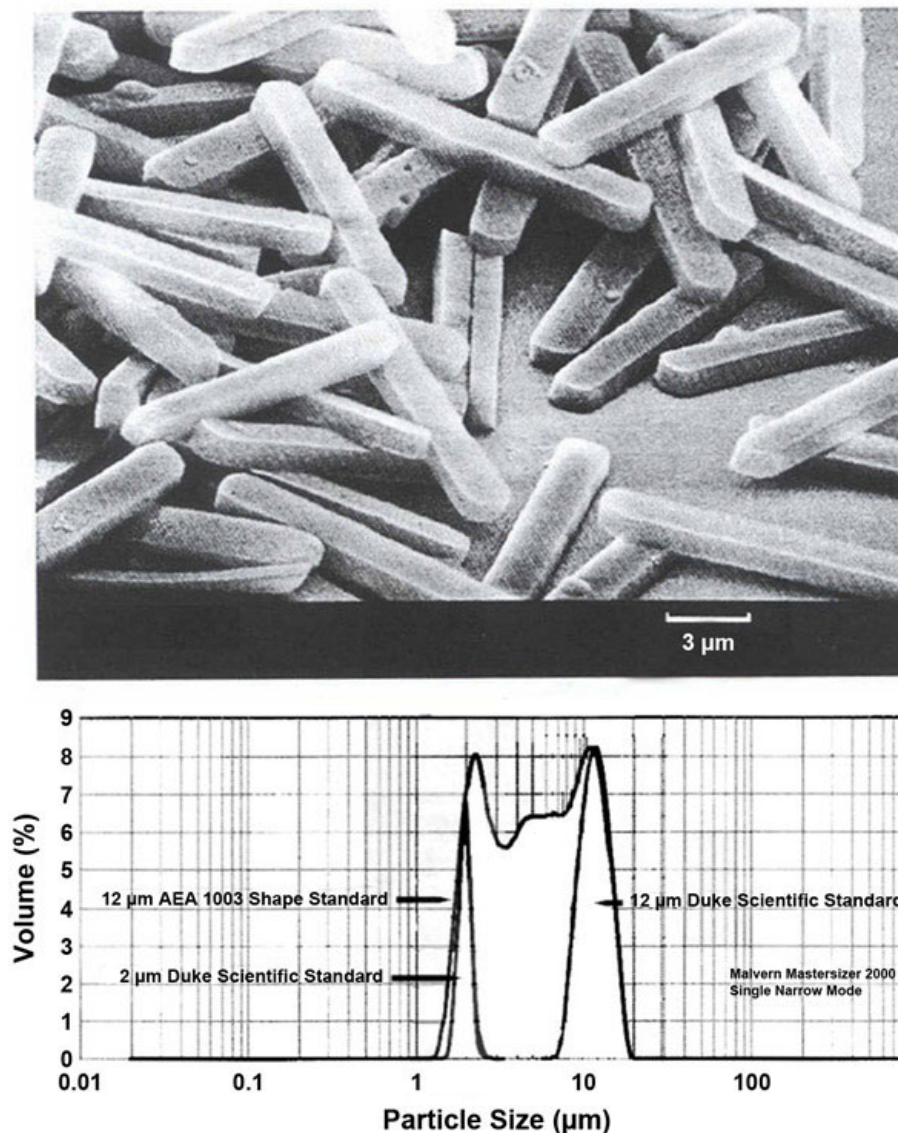 3 µm
9
8
7
6
5
4
3
2
1
0
Volume (%)
12 µm AEA 1003 Shape Standard
2 µm Duke Scientific Standard
12 µm Duke Scientific Standard
Malvern Mastersizer 2000
Single Narrow Mode
0.01 0.1 1 10 100
Particle Size (µm)